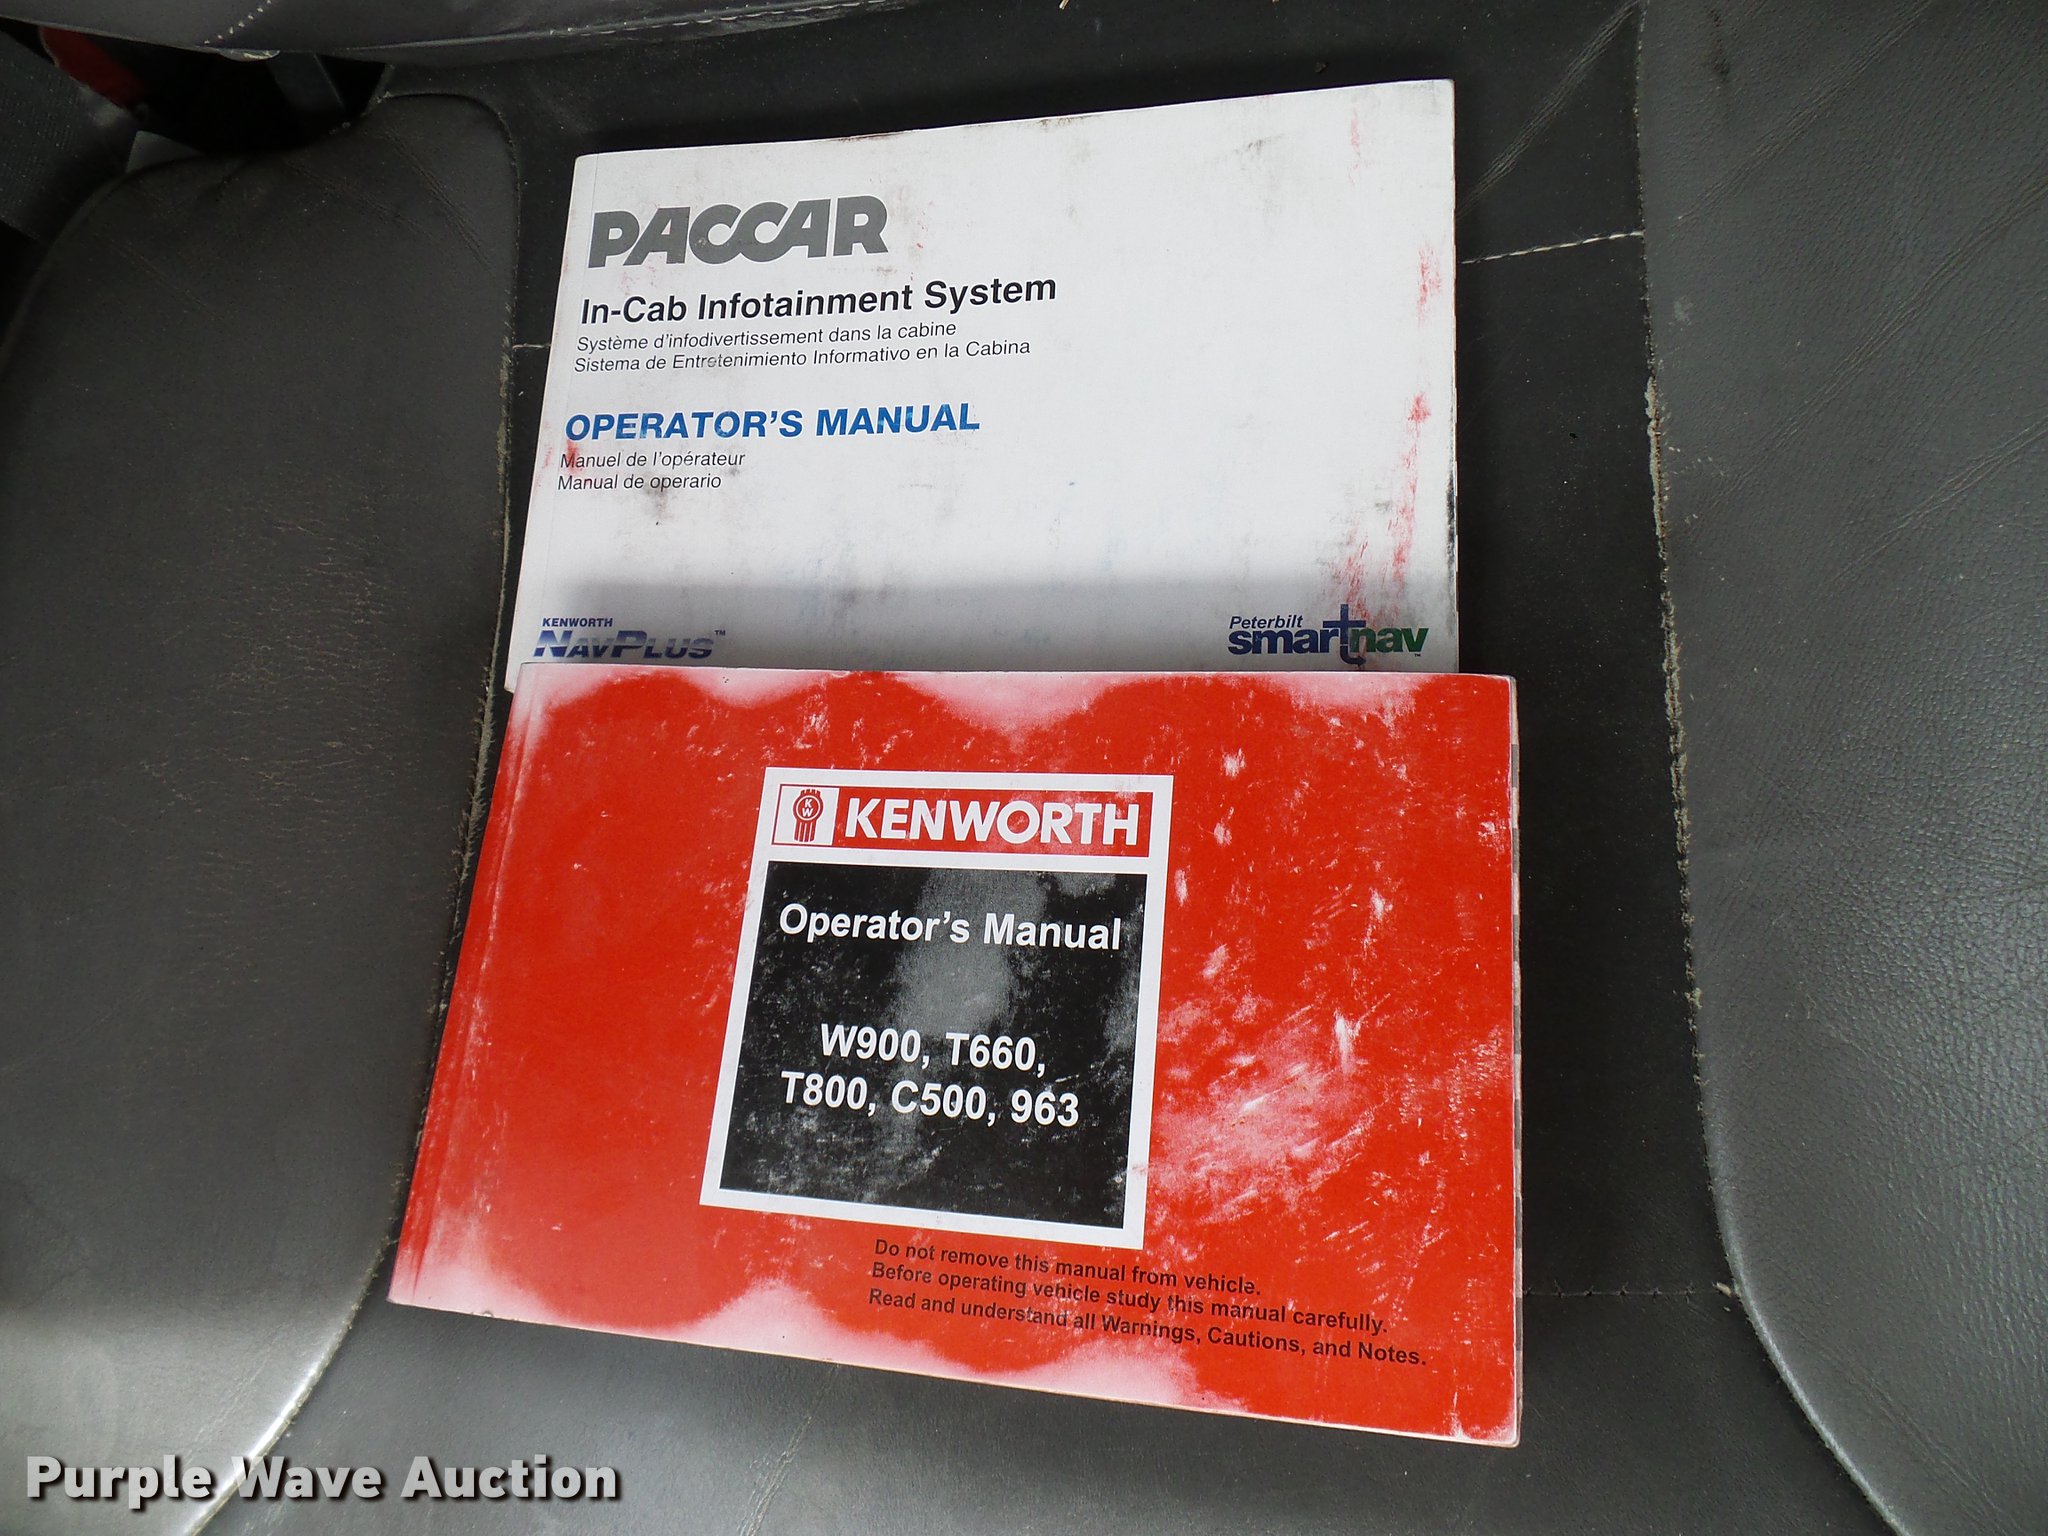 PACCAR
In-Cab Infotainment System
Système d'infodivertissement dans la cabine
Sistema de Entretenimiento Informativo en la Cabina
OPERATOR'S MANUAL
Manuel de l'opérateur
Manual de operario
KENWORTH
NAVPLUS™
Peterbilt
smartnav™
KW
KENWORTH
Operator's Manual
W900, T660,
T800, C500, 963
Do not remove this manual from vehicle.
Before operating vehicle study this manual carefully.
Read and understand all Warnings, Cautions, and Notes.
Purple Wave Auction